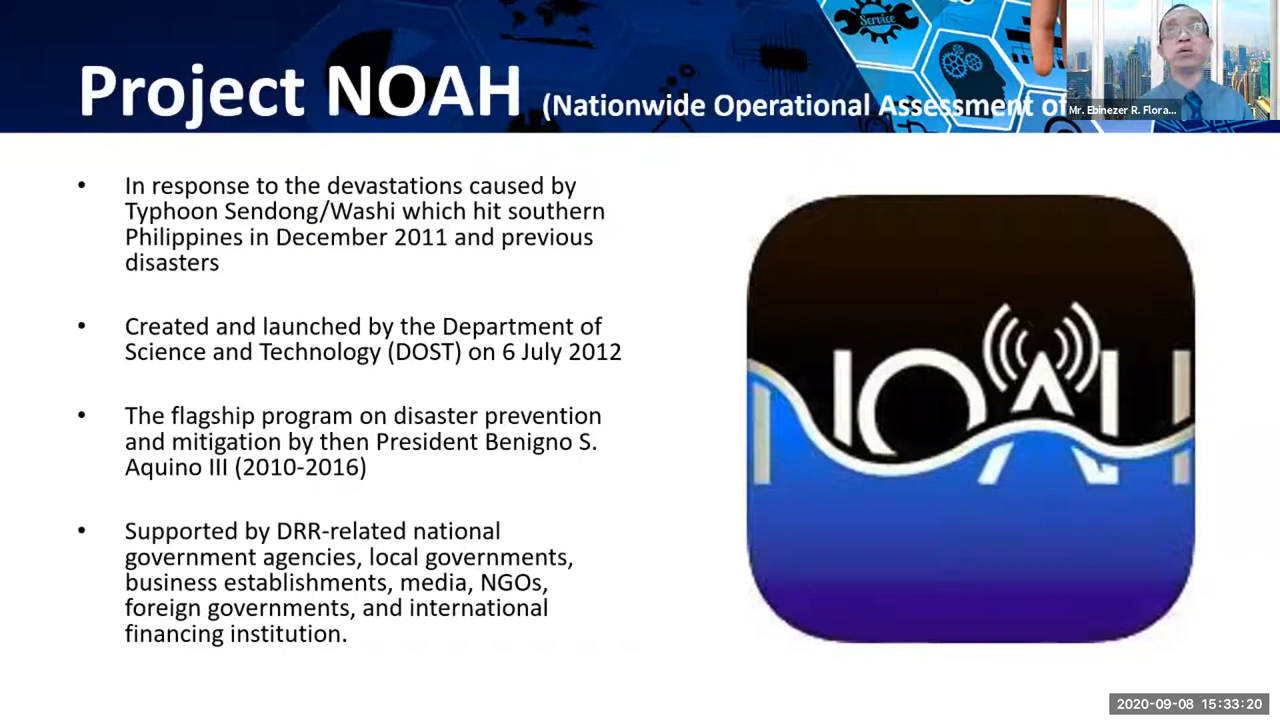 Service
Project NOAH (Nationwide Operational Assessment of
Mr. Ebinezer R. Flora...
• In response to the devastations caused by
Typhoon Sendong/Washi which hit southern
Philippines in December 2011 and previous
disasters
• Created and launched by the Department of
Science and Technology (DOST) on 6 July 2012
• The flagship program on disaster prevention
and mitigation by then President Benigno S.
Aquino III (2010-2016)
• Supported by DRR-related national
government agencies, local governments,
business establishments, media, NGOs,
foreign governments, and international
financing institution.
NOAH
2020-09-08 15:33:20